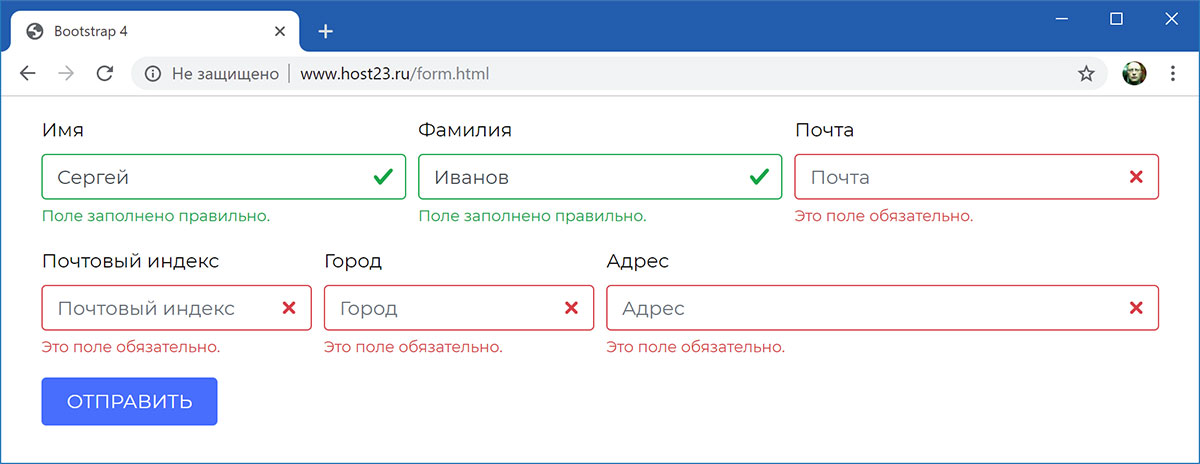 Bootstrap 4
Не защищено www.host23.ru/form.html
Имя Фамилия Почта
Сергей Иванов Почта
Поле заполнено правильно. Поле заполнено правильно. Это поле обязательно.
Почтовый индекс Город Адрес
Почтовый индекс Город Адрес
Это поле обязательно. Это поле обязательно. Это поле обязательно.
ОТПРАВИТЬ